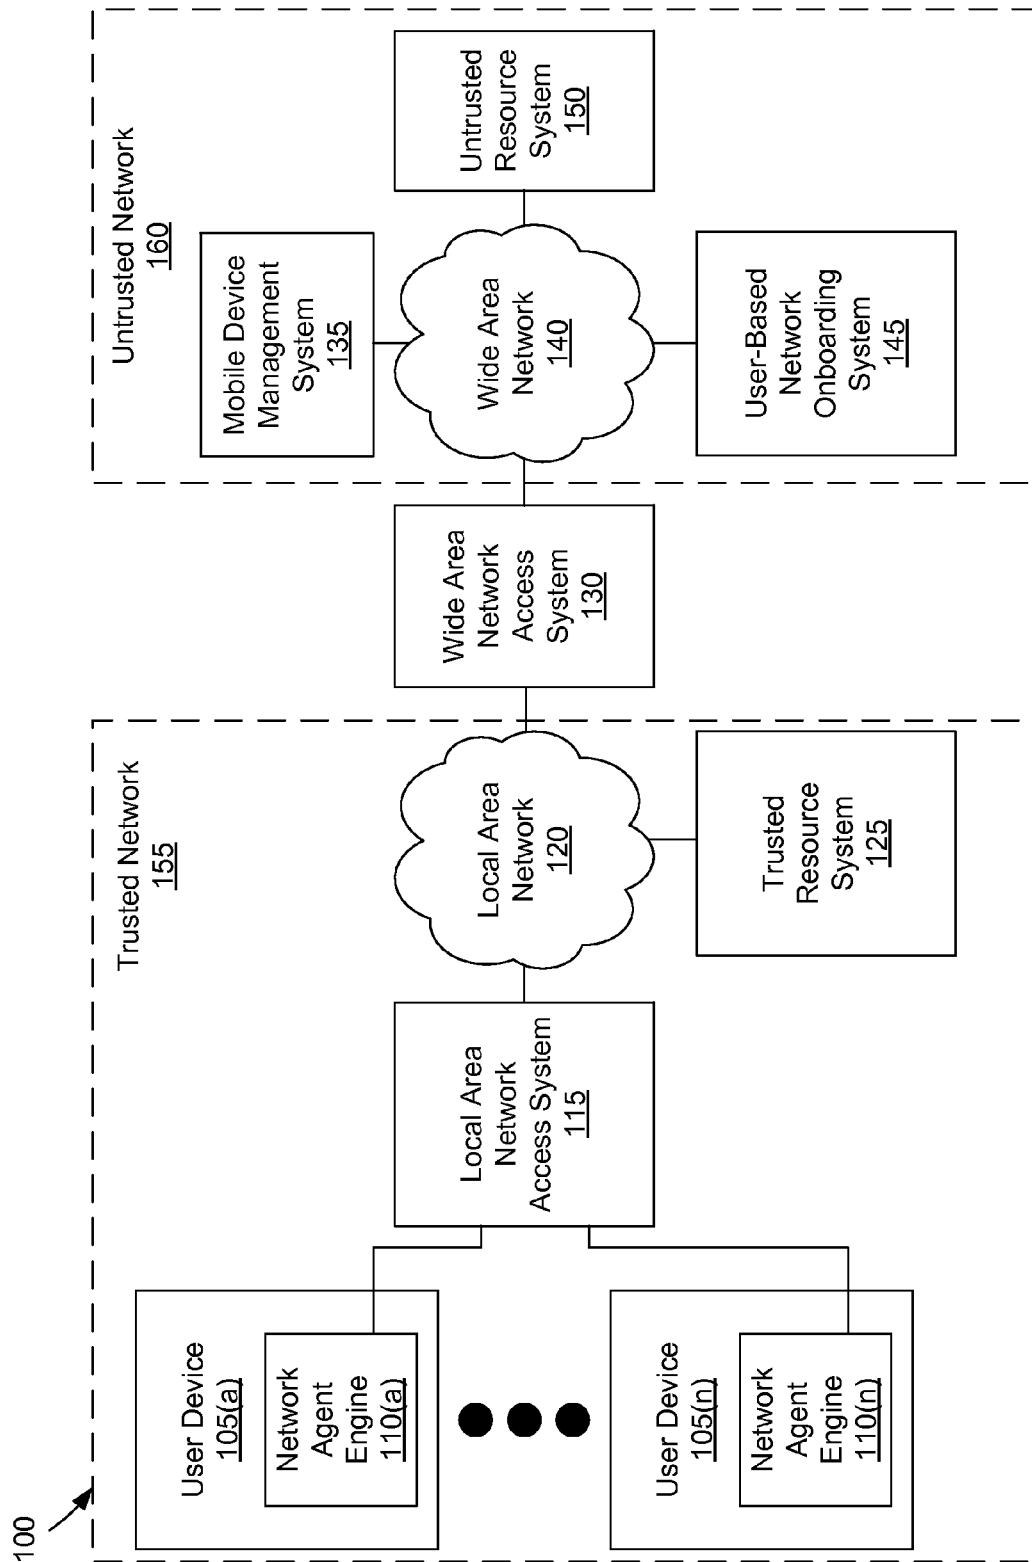 100
Trusted Network
155
User Device
105(a)
Network
Agent
Engine
110(a)
User Device
105(n)
Network
Agent
Engine
110(n)
Local Area
Network
Access System
115
Local Area
Network
120
Trusted
Resource
System
125
Wide Area
Network
Access
System
130
Untrusted Network
160
Mobile Device
Management
System
135
Wide Area
Network
140
User-Based
Network
Onboarding
System
145
Untrusted
Resource
System
150